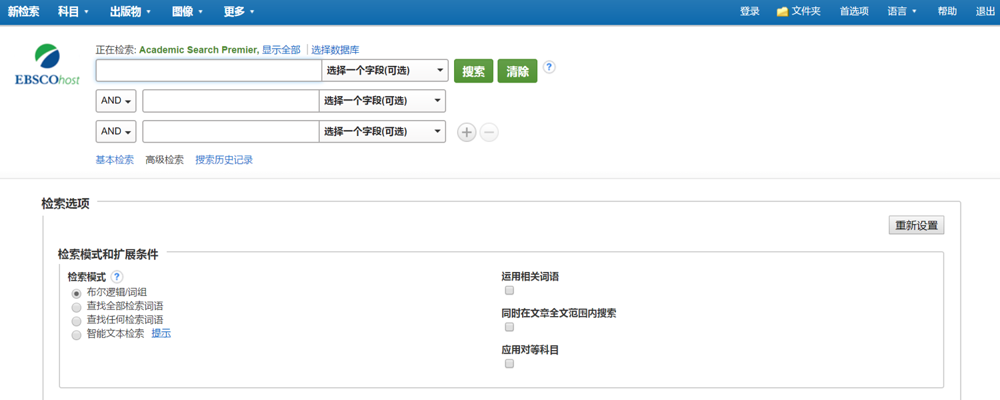 新检索 科目 出版物 图像 更多 登录 文件夹 首选项 语言 帮助 退出
正在检索: Academic Search Premier, 显示全部 选择数据库
EBSCOhost
选择一个字段(可选) 搜索 清除 ?
AND 选择一个字段(可选)
AND 选择一个字段(可选)
基本检索 高级检索 搜索历史记录
检索选项
重新设置
检索模式和扩展条件
检索模式 ?
布尔逻辑/词组
查找全部检索词语
查找任何检索词语
智能文本检索 提示
运用相关词语
同时在文章全文范围内搜索
应用对等科目